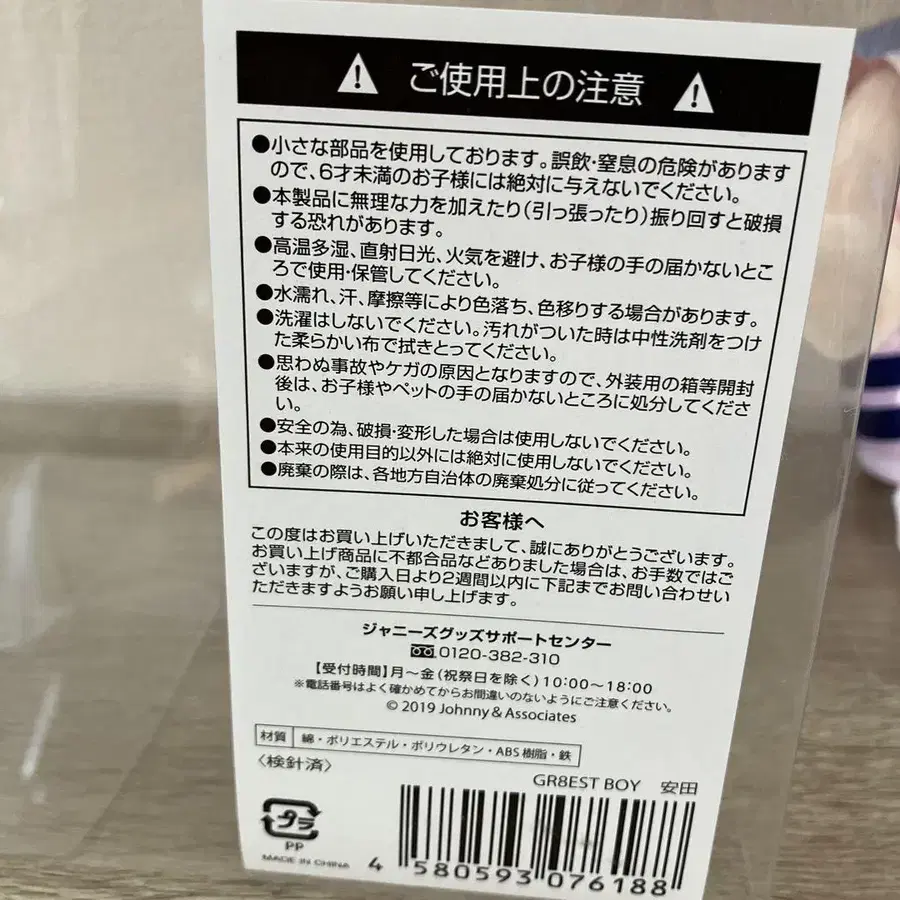 ご使用上の注意
●小さな部品を使用しております。誤飲・窒息の危険があります
ので、6才未満のお子様には絶対に与えないでください。
●本製品に無理な力を加えたり(引っ張ったり)振り回すと破損
する恐れがあります。
●高温多湿、直射日光、火気を避け、お子様の手の届かないとこ
ろで使用・保管してください。
●水濡れ、汗、摩擦等により色落ち、色移りする場合があります。
●洗濯はしないでください。汚れがついた時は中性洗剤をつけ
た柔らかい布で拭きとってください。
●思わぬ事故やケガの原因となりますので、外装用の箱等開封
後は、お子様やペットの手の届かないところに処分してくださ
い。
●安全の為、破損・変形した場合は使用しないでください。
●本来の使用目的以外には絶対に使用しないでください。
●廃棄の際は、各地方自治体の廃棄処分に従ってください。
お客様へ
この度はお買い上げいただきまして、誠にありがとうございます。
お買い上げ商品に不都合品などありました場合は、お手数ではご
ざいますが、ご購入日より2週間以内に下記までお問い合わせい
ただきますようお願い申し上げます。
ジャニーズグッズサポートセンター
0120-382-310
【受付時間】月〜金(祝祭日を除く)10:00〜18:00
※電話番号はよく確かめてからお間違いのないようにご注意ください。
© 2019 Johnny & Associates
材質 綿・ポリエステル・ポリウレタン・ABS樹脂・鉄
〈検針済〉
GR8EST BOY 安田
プラ
PP
MADE IN CHINA
4 580593 076188